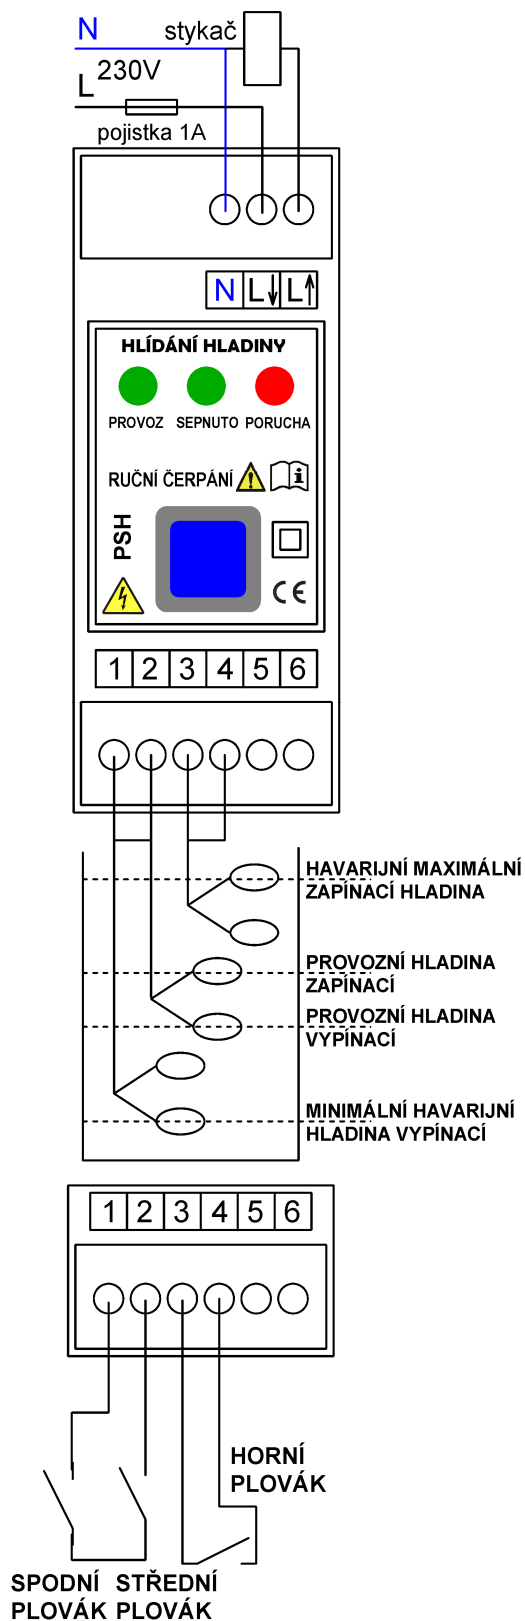 N
stykač
230V
L
pojistka 1A
N L↓ L↑
HLÍDÁNÍ HLADINY
PROVOZ SEPNUTO PORUCHA
RUČNÍ ČERPÁNÍ
PSH
CE
1 2 3 4 5 6
HAVARIJNÍ MAXIMÁLNÍ
ZAPÍNACÍ HLADINA
PROVOZNÍ HLADINA
ZAPÍNACÍ
PROVOZNÍ HLADINA
VYPÍNACÍ
MINIMÁLNÍ HAVARIJNÍ
HLADINA VYPÍNACÍ
1 2 3 4 5 6
HORNÍ
PLOVÁK
SPODNÍ
PLOVÁK
STŘEDNÍ
PLOVÁK